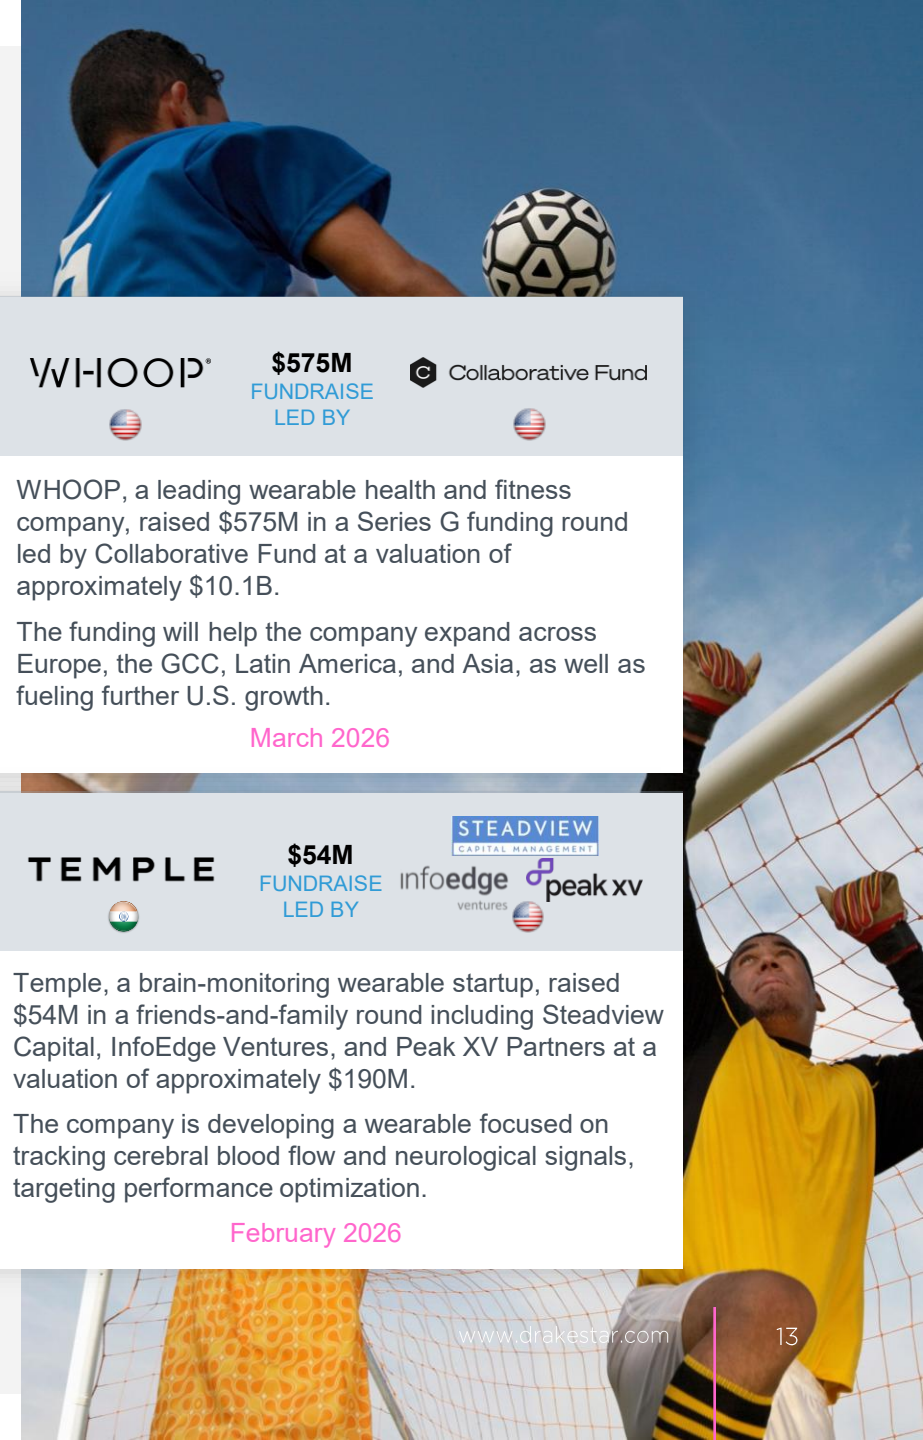 WHOOP®
$575M
FUNDRAISE
LED BY
Collaborative Fund
WHOOP, a leading wearable health and fitness
company, raised $575M in a Series G funding round
led by Collaborative Fund at a valuation of
approximately $10.1B.
The funding will help the company expand across
Europe, the GCC, Latin America, and Asia, as well as
fueling further U.S. growth.
March 2026
TEMPLE
$54M
FUNDRAISE
LED BY
STEADVIEW
CAPITAL MANAGEMENT
infoedge
ventures
peak xv
Temple, a brain-monitoring wearable startup, raised
$54M in a friends-and-family round including Steadview
Capital, InfoEdge Ventures, and Peak XV Partners at a
valuation of approximately $190M.
The company is developing a wearable focused on
tracking cerebral blood flow and neurological signals,
targeting performance optimization.
February 2026
www.drakestar.com
13